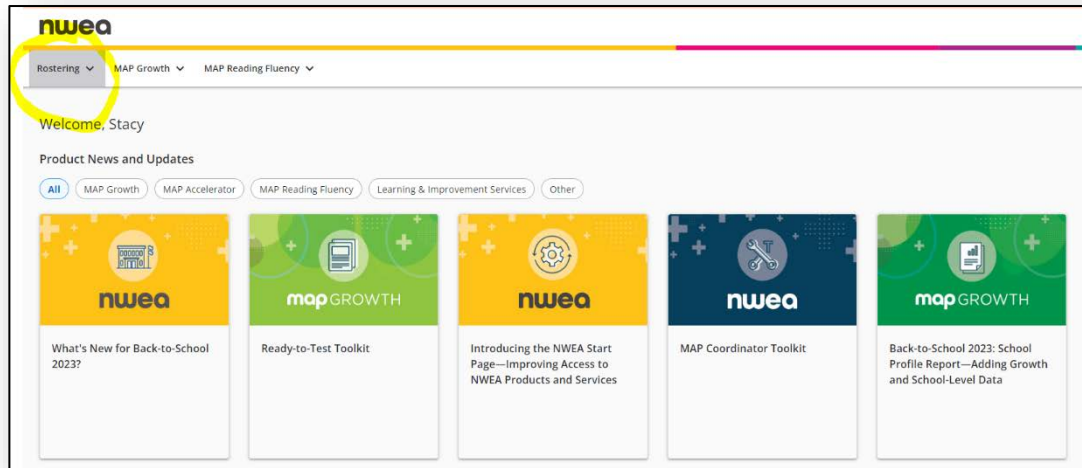 nwea
Rostering MAP Growth MAP Reading Fluency
Welcome, Stacy
Product News and Updates
All MAP Growth MAP Accelerator MAP Reading Fluency Learning & Improvement Services Other
nwea
What's New for Back-to-School
2023?
map GROWTH
Ready-to-Test Toolkit
nwea
Introducing the NWEA Start
Page—Improving Access to
NWEA Products and Services
nwea
MAP Coordinator Toolkit
map GROWTH
Back-to-School 2023: School
Profile Report—Adding Growth
and School-Level Data